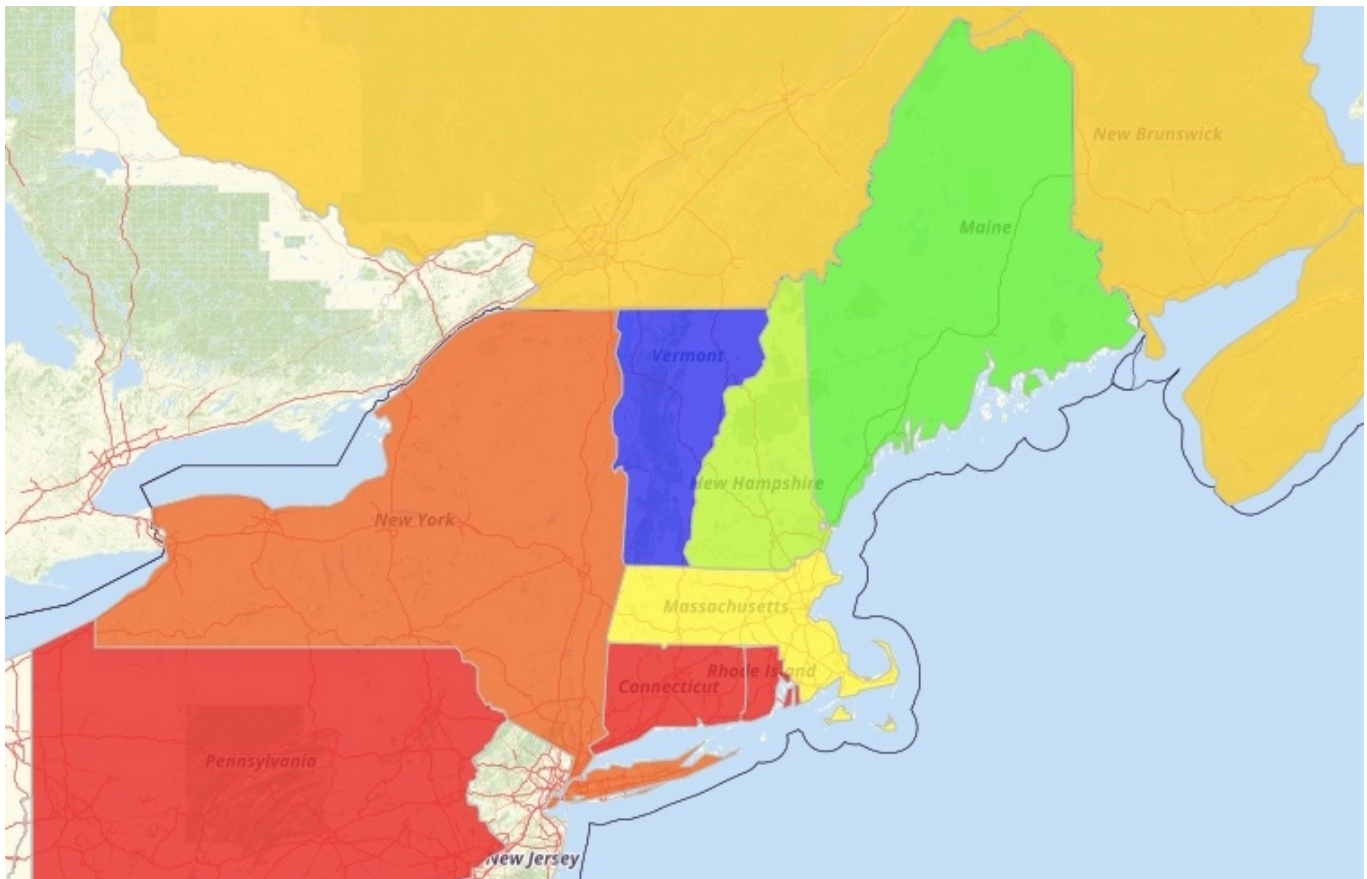 New Brunswick
Maine
Vermont
New Hampshire
New York
Massachusetts
Rhode Island
Connecticut
Pennsylvania
New Jersey